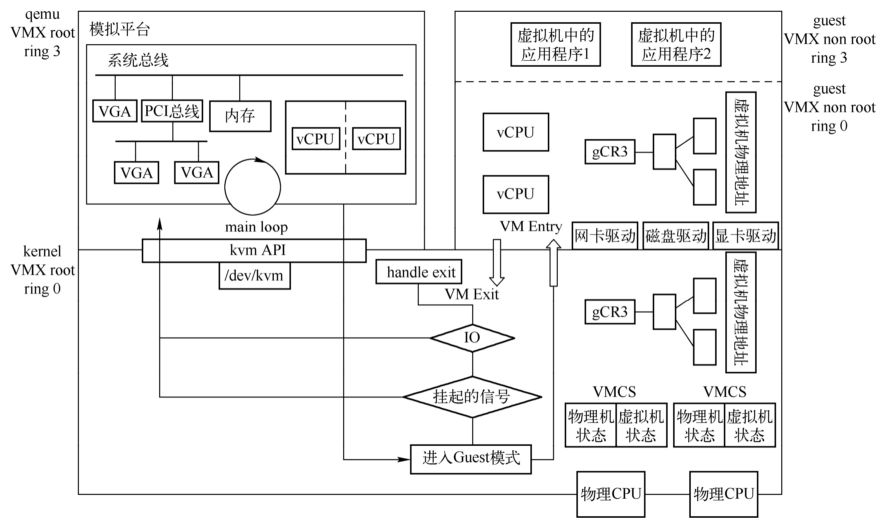 qemu
VMX root
ring 3
模拟平台
系统总线
VGA
PCI总线
内存
vCPU
vCPU
VGA
VGA
main loop
guest
VMX non root
ring 3
虚拟机中的
应用程序1
虚拟机中的
应用程序2
guest
VMX non root
ring 0
vCPU
vCPU
gCR3
虚拟机物理地址
VM Entry
网卡驱动
磁盘驱动
显卡驱动
kernel
VMX root
ring 0
kvm API
/dev/kvm
handle exit
VM Exit
IO
挂起的信号
进入Guest模式
gCR3
虚拟机物理地址
VMCS
VMCS
物理机
状态
虚拟机
状态
物理机
状态
虚拟机
状态
物理CPU
物理CPU